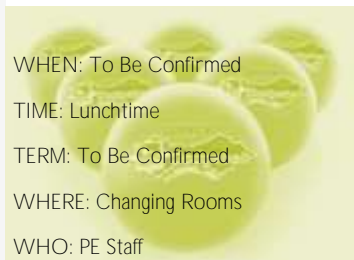 WHEN: To Be Confirmed
TIME: Lunchtime
TERM: To Be Confirmed
WHERE: Changing Rooms
WHO: PE Staff